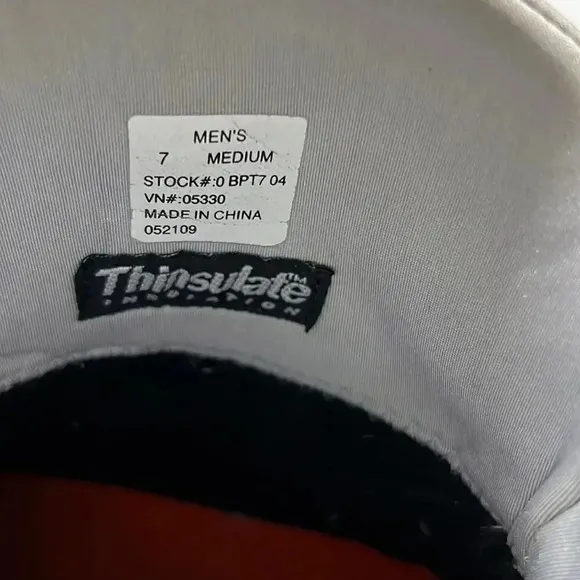 MEN'S
7 MEDIUM
STOCK#:0 BPT7 04
VN#:05330
MADE IN CHINA
052109
Thinsulate™
INSULATION